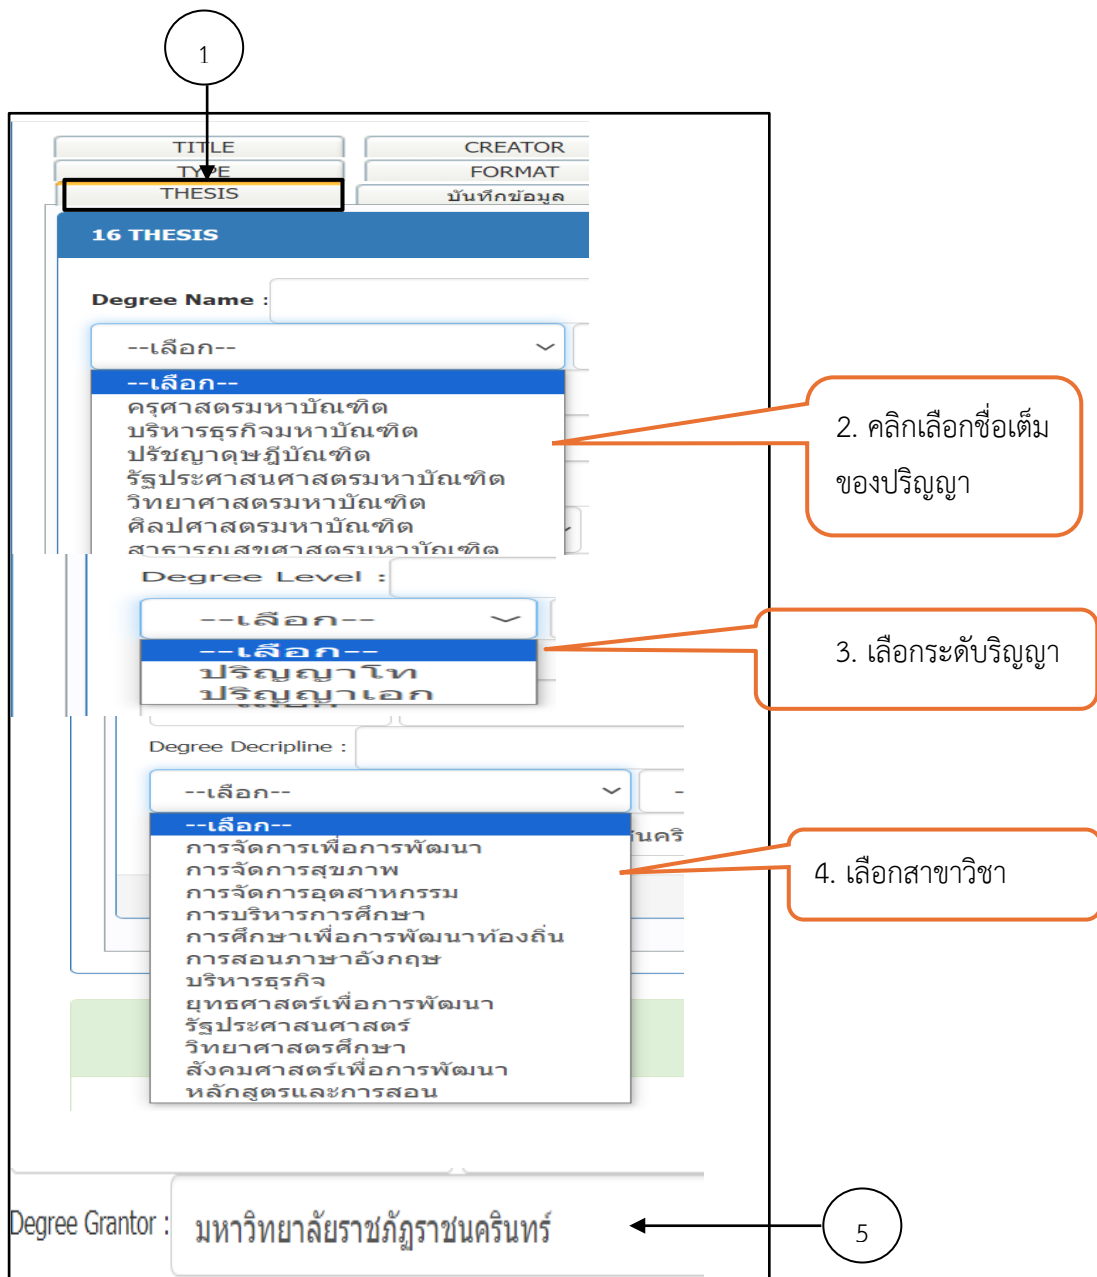 1
TITLE CREATOR
TYPE FORMAT
THESIS บันทึกข้อมูล
16 THESIS
Degree Name :
--เลือก--
--เลือก--
ครุศาสตรมหาบัณฑิต
บริหารธุรกิจมหาบัณฑิต
ปรัชญาดุษฎีบัณฑิต
รัฐประศาสนศาสตรมหาบัณฑิต
วิทยาศาสตรมหาบัณฑิต
ศิลปศาสตรมหาบัณฑิต
สาธารณสุขศาสตรมหาบัณฑิต
2. คลิกเลือกชื่อเต็ม
ของปริญญา
Degree Level :
--เลือก--
--เลือก--
ปริญญาโท
ปริญญาเอก
3. เลือกระดับบริญญา
Degree Decripline :
--เลือก-- -
--เลือก--
การจัดการเพื่อการพัฒนา
การจัดการสุขภาพ
การจัดการอุตสาหกรรม
การบริหารการศึกษา
การศึกษาเพื่อการพัฒนาท้องถิ่น
การสอนภาษาอังกฤษ
บริหารธุรกิจ
ยุทธศาสตร์เพื่อการพัฒนา
รัฐประศาสนศาสตร์
วิทยาศาสตรศึกษา
สังคมศาสตร์เพื่อการพัฒนา
หลักสูตรและการสอน
4. เลือกสาขาวิชา
Degree Grantor : มหาวิทยาลัยราชภัฏราชนครินทร์
5